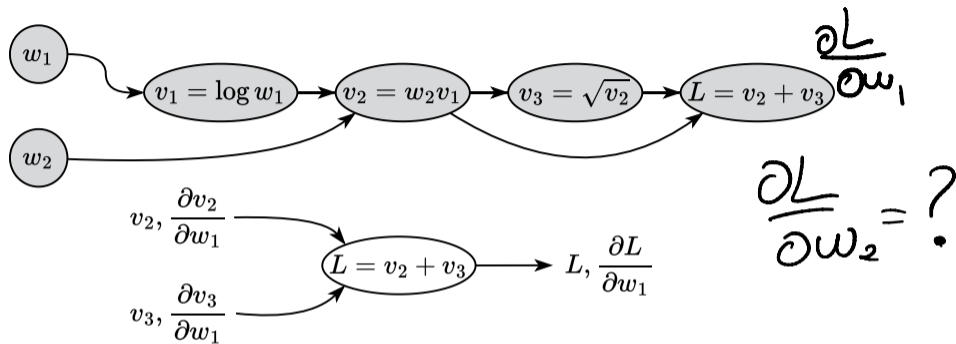 w₁
v₁ = log w₁
v₂ = w₂v₁
v₃ = √v₂
L = v₂ + v₃
∂L/∂w₁
w₂
∂L/∂w₂ = ?
v₂, ∂v₂/∂w₁
L = v₂ + v₃
L, ∂L/∂w₁
v₃, ∂v₃/∂w₁